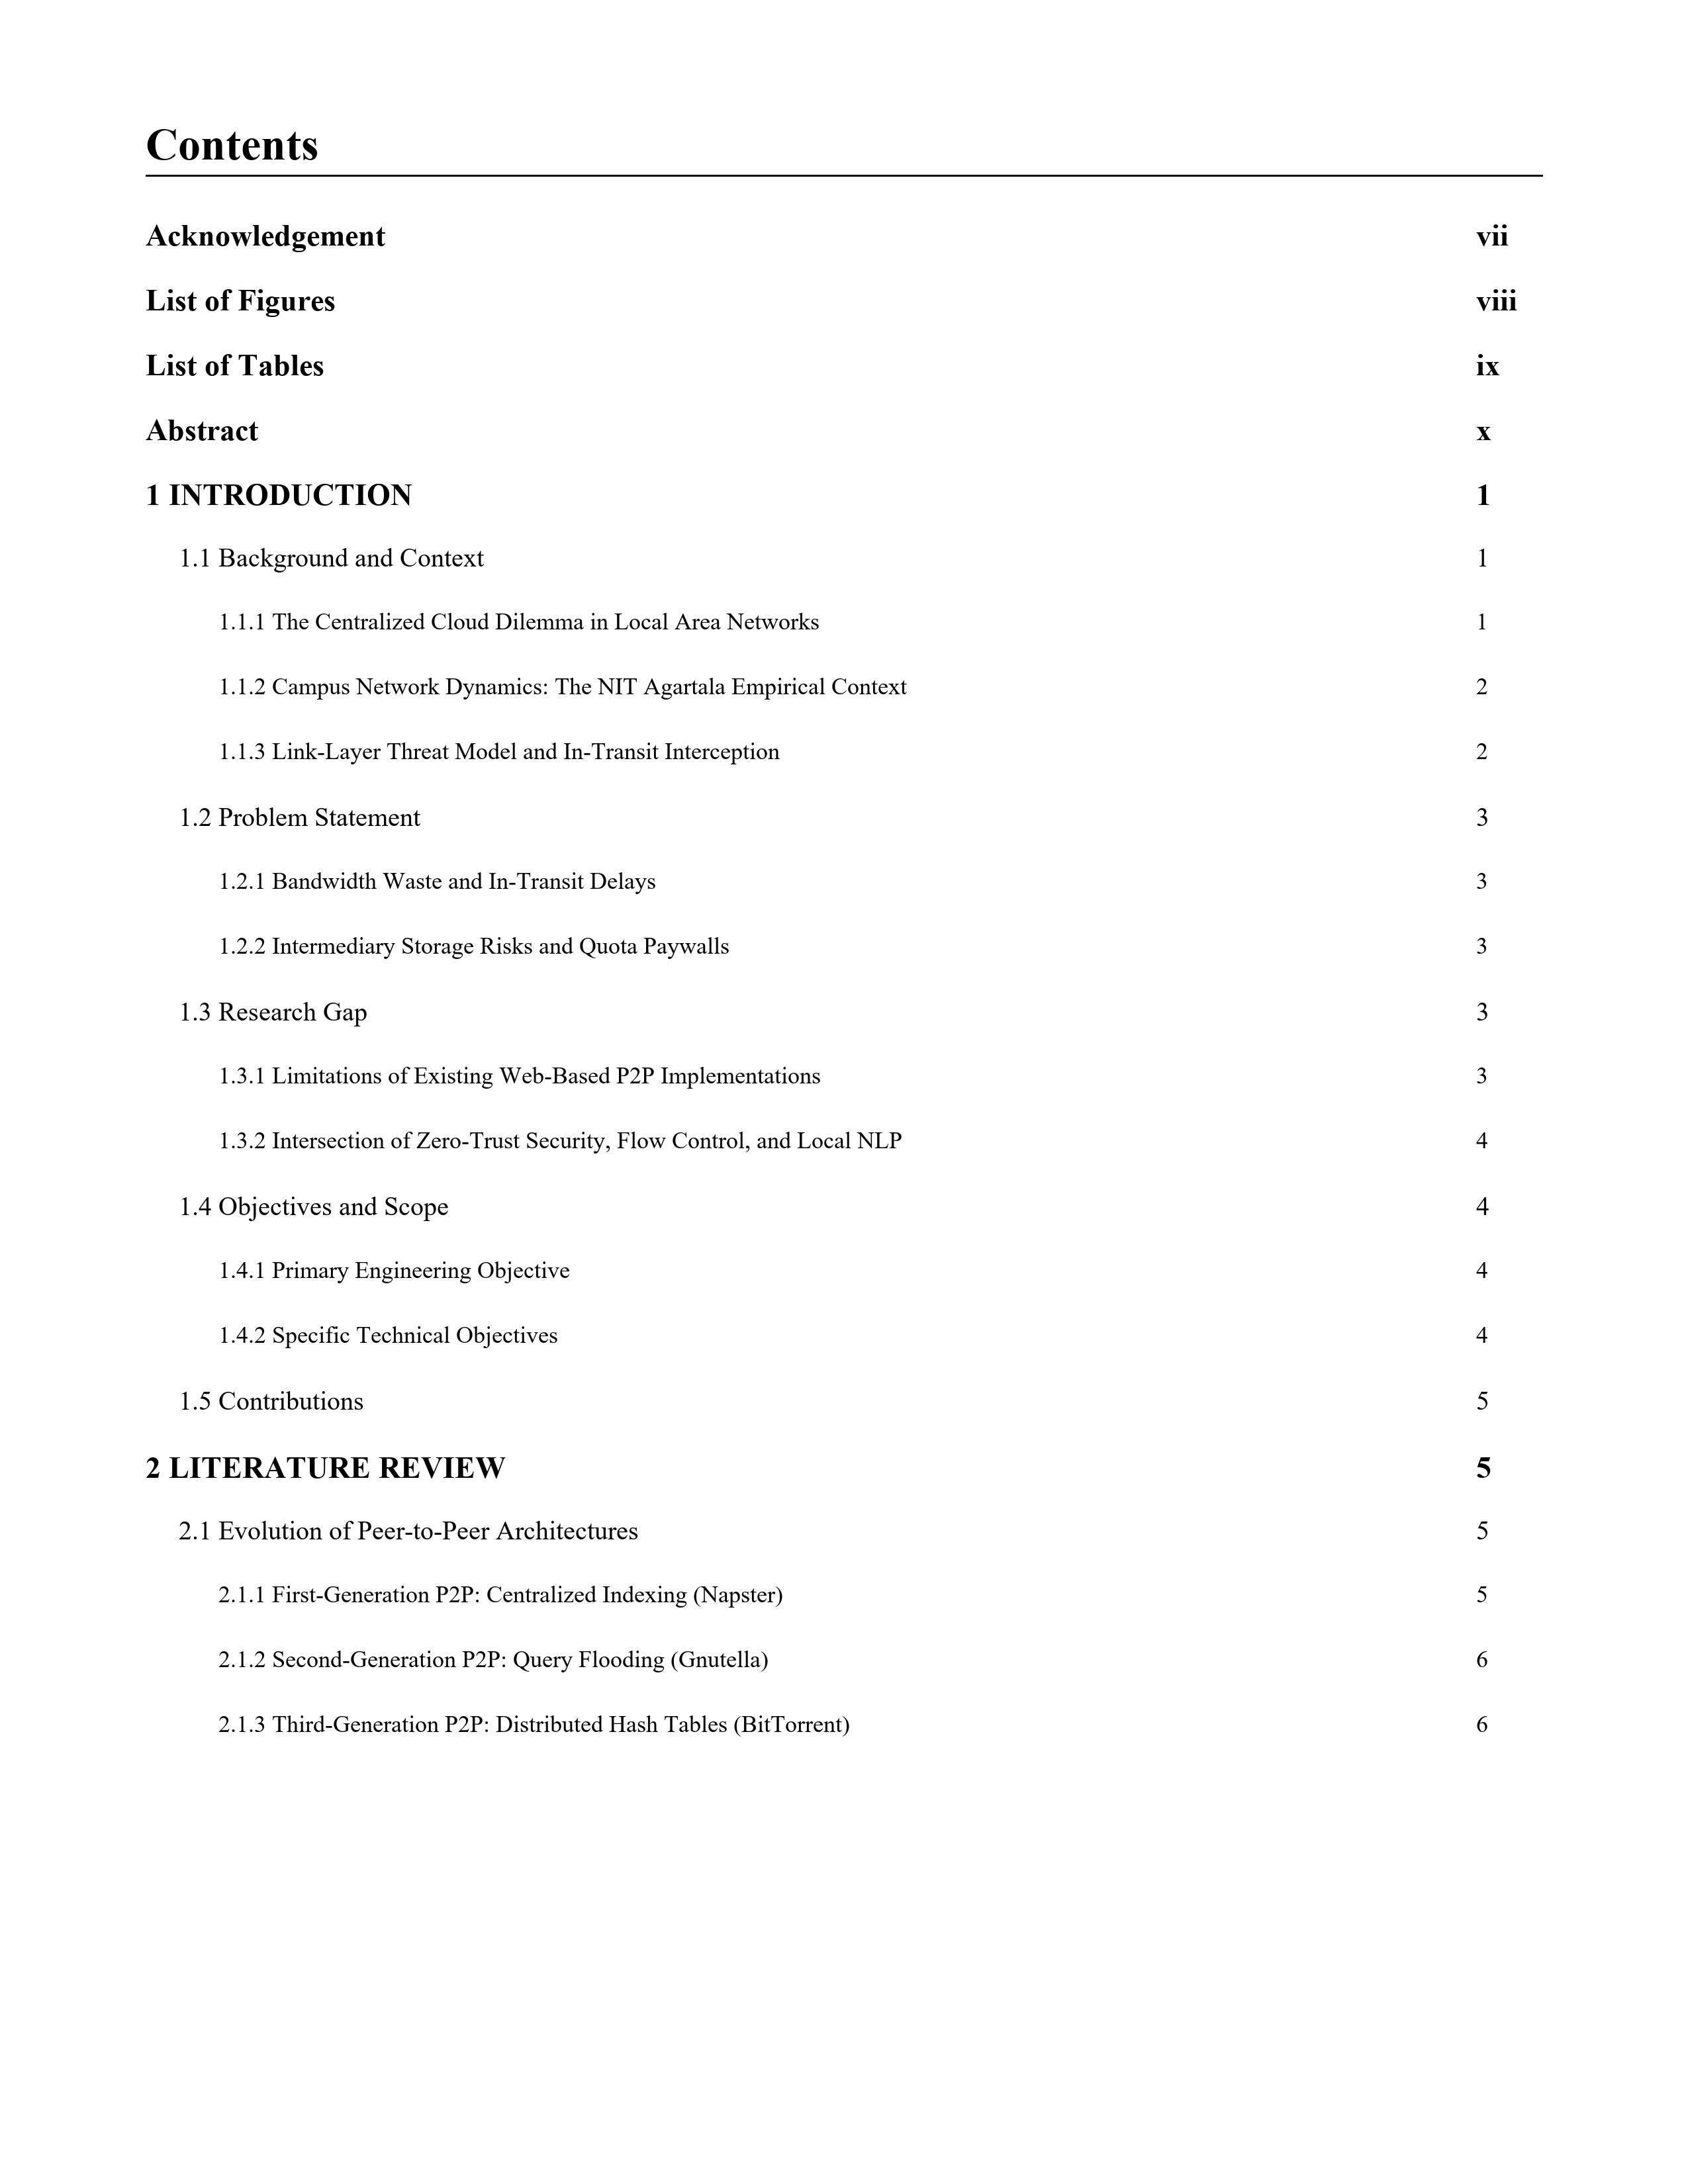 Contents
Acknowledgement vii
List of Figures viii
List of Tables ix
Abstract x
1 INTRODUCTION 1
1.1 Background and Context 1
1.1.1 The Centralized Cloud Dilemma in Local Area Networks 1
1.1.2 Campus Network Dynamics: The NIT Agartala Empirical Context 2
1.1.3 Link-Layer Threat Model and In-Transit Interception 2
1.2 Problem Statement 3
1.2.1 Bandwidth Waste and In-Transit Delays 3
1.2.2 Intermediary Storage Risks and Quota Paywalls 3
1.3 Research Gap 3
1.3.1 Limitations of Existing Web-Based P2P Implementations 3
1.3.2 Intersection of Zero-Trust Security, Flow Control, and Local NLP 4
1.4 Objectives and Scope 4
1.4.1 Primary Engineering Objective 4
1.4.2 Specific Technical Objectives 4
1.5 Contributions 5
2 LITERATURE REVIEW 5
2.1 Evolution of Peer-to-Peer Architectures 5
2.1.1 First-Generation P2P: Centralized Indexing (Napster) 5
2.1.2 Second-Generation P2P: Query Flooding (Gnutella) 6
2.1.3 Third-Generation P2P: Distributed Hash Tables (BitTorrent) 6